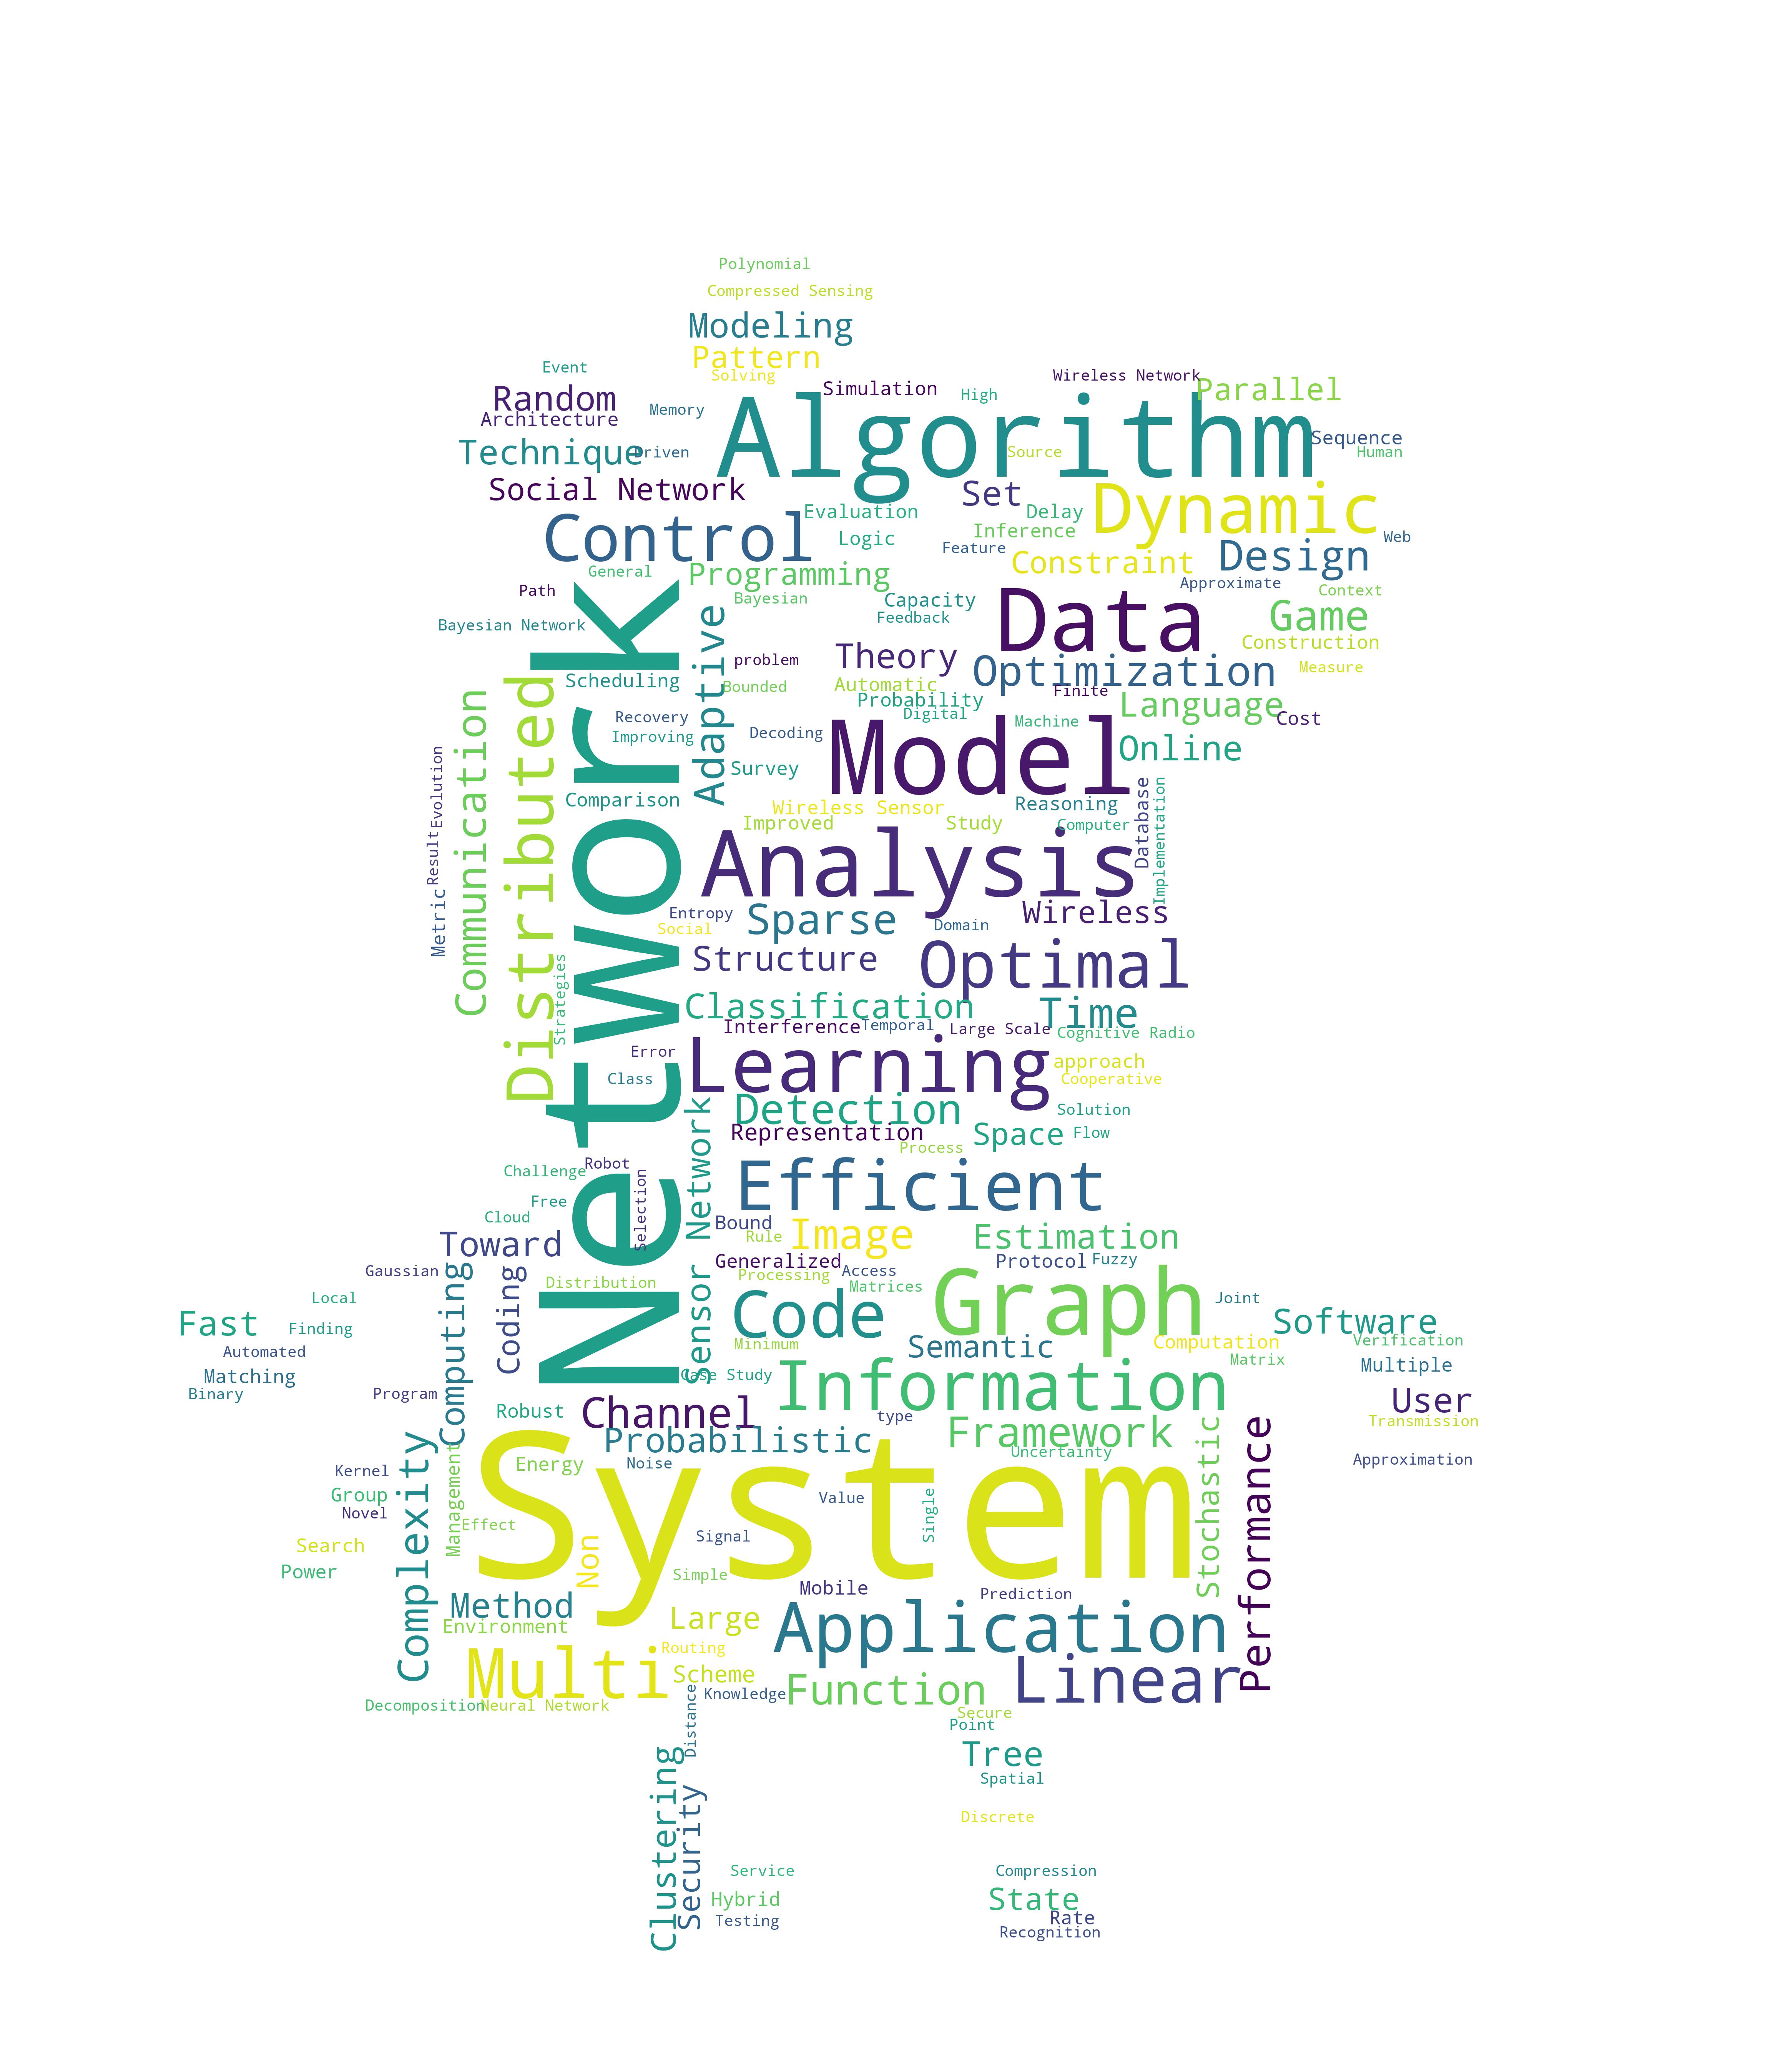 Polynomial
Compressed Sensing
Modeling
Pattern
Event
Solving
Wireless Network
Simulation
Parallel
High
Random
Memory
Architecture
Algorithm
Sequence
Technique
Driven
Source
Human
Social Network
Set
Dynamic
Evaluation
Delay
Control
Logic
Inference
Web
Feature
Constraint
Design
General
Programming
Approximate
Path
Bayesian
Capacity
Context
Data
Game
Feedback
Bayesian Network
Network
Adaptive
Construction
problem
Theory
Optimization
Measure
Scheduling
Bounded
Automatic
Finite
Distributed
Communication
Probability
Language
Recovery
Digital
Machine
Cost
Improving
Decoding
Model
Online
Survey
Evolution
Comparison
Wireless Sensor
Reasoning
Database
Implementation
Improved
Study
Computer
Result
Analysis
Metric
Entropy
Sparse
Wireless
Social
Domain
Structure
Optimal
Strategies
Classification
Time
Interference
Temporal
Large Scale
Cognitive Radio
Error
Learning
approach
Class
Cooperative
Detection
Solution
Representation
Space
Flow
Process
Sensor Network
Challenge
Robot
Selection
Efficient
Free
Cloud
Bound
Image
Rule
Estimation
Toward
Generalized
Protocol
Fuzzy
Gaussian
Computing
Coding
Distribution
Processing
Access
Matrices
Graph
Local
Joint
Fast
Finding
Code
Software
Automated
Minimum
Semantic
Computation
Verification
Matching
Case Study
Matrix
Multiple
Binary
Program
Information
User
Robust
Channel
type
Transmission
Probabilistic
Framework
Uncertainty
Stochastic
Performance
Complexity
Management
Energy
Noise
Approximation
Kernel
System
Group
Value
Single
Novel
Effect
Signal
Search
Non
Power
Simple
Mobile
Prediction
Method
Large
Application
Environment
Routing
Multi
Scheme
Linear
Knowledge
Function
Decomposition
Neural Network
Distance
Secure
Point
Clustering
Tree
Security
Spatial
Discrete
Service
Compression
Hybrid
State
Testing
Rate
Recognition